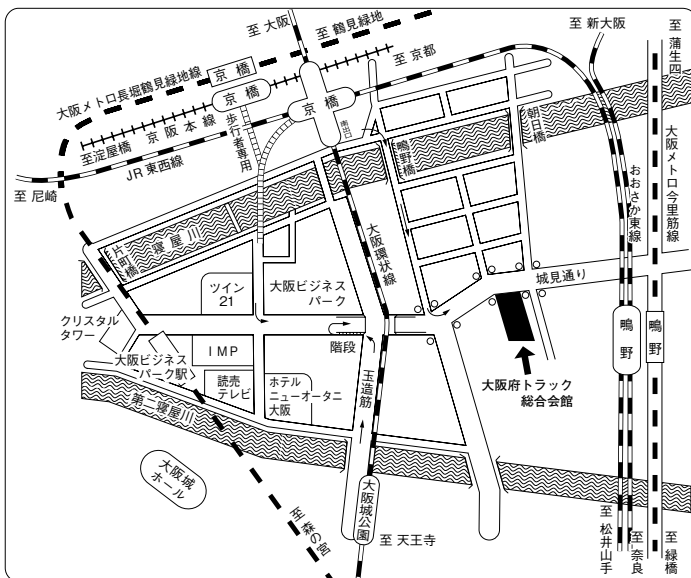 至 大阪
至 鶴見緑地
至 京都
至 新大阪
至 蒲生四
大阪メトロ長堀鶴見緑地線
京橋
京橋
京橋
京阪本線
至淀屋橋
JR東西線
至 尼崎
歩行者専用
南出口
鴫野橋
朝日橋
大阪メトロ今里筋線
おおさか東線
片町橋
寝屋川
大阪環状線
城見通り
ツイン
21
大阪ビジネス
パーク
クリスタル
タワー
階段
鴫野
鴫野
大阪ビジネス
パーク駅
IMP
読売
テレビ
ホテル
ニューオータニ
大阪
玉造筋
大阪府トラック
総合会館
第二寝屋川
大阪城
ホール
大阪城公園
至 森の宮
至 天王寺
至 松井山手
至 奈良
至 緑橋